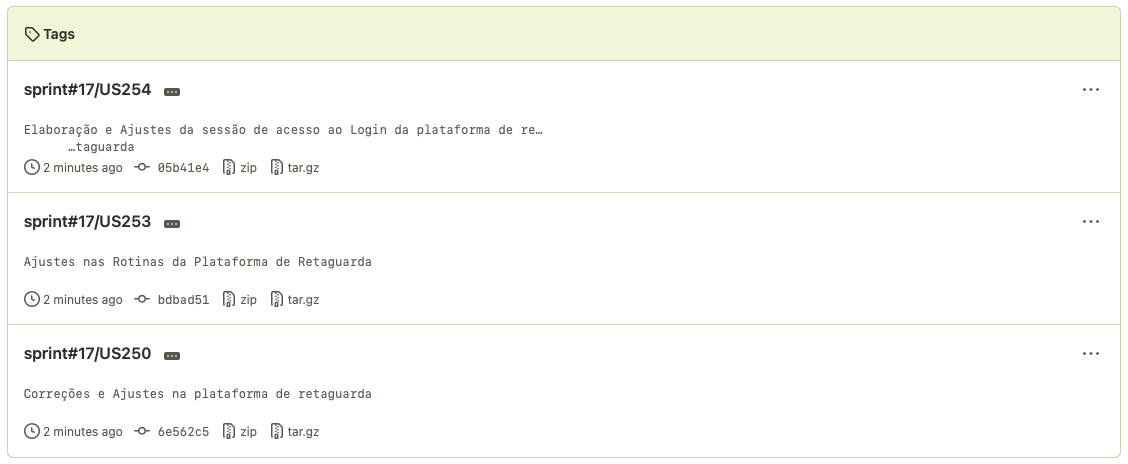 Tags
sprint#17/US254 ...
Elaboração e Ajustes da sessão de acesso ao Login da plataforma de re…
…taguarda
2 minutes ago 05b41e4 zip tar.gz
sprint#17/US253 ...
Ajustes nas Rotinas da Plataforma de Retaguarda
2 minutes ago bdbad51 zip tar.gz
sprint#17/US250 ...
Correções e Ajustes na plataforma de retaguarda
2 minutes ago 6e562c5 zip tar.gz